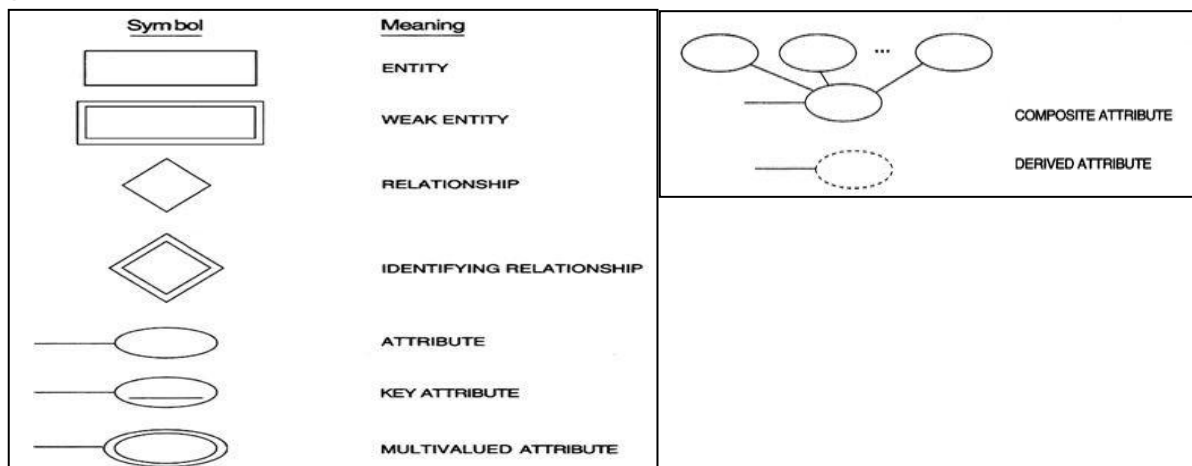 Symbol Meaning
ENTITY
WEAK ENTITY
RELATIONSHIP
IDENTIFYING RELATIONSHIP
ATTRIBUTE
KEY ATTRIBUTE
MULTIVALUED ATTRIBUTE
...
COMPOSITE ATTRIBUTE
DERIVED ATTRIBUTE